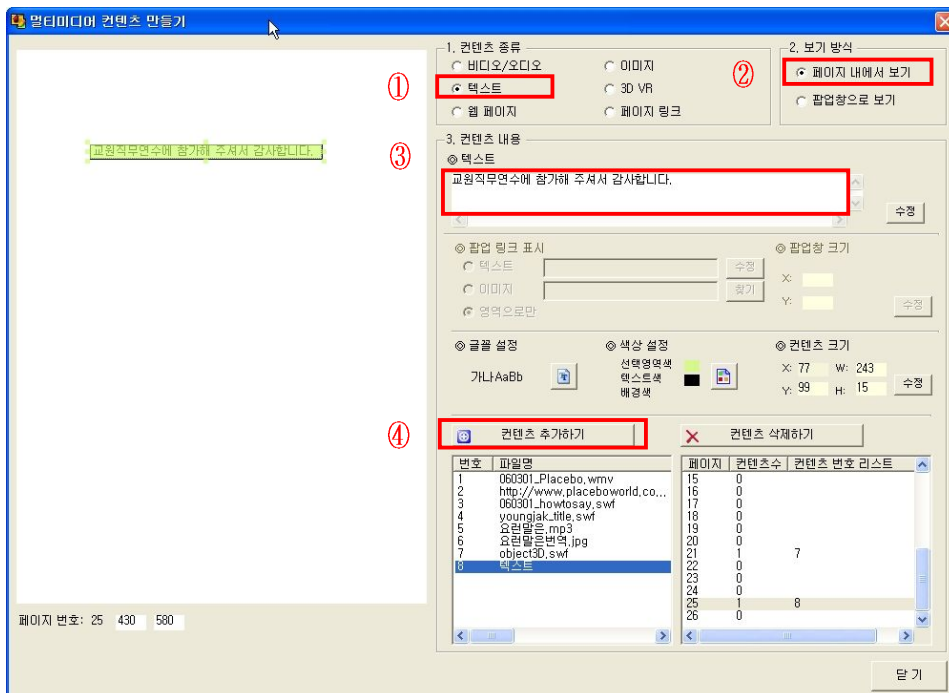 멀티미디어 컨텐츠 만들기
1. 컨텐츠 종류
비디오/오디오
이미지
① 텍스트
3D VR
웹 페이지
페이지 링크
2. 보기 방식
② 페이지 내에서 보기
팝업창으로 보기
교원직무연수에 참가해 주셔서 감사합니다.
3. 컨텐츠 내용
③ ◎ 텍스트
교원직무연수에 참가해 주셔서 감사합니다.
수정
◎ 팝업 링크 표시
텍스트
수정
이미지
찾기
영역으로만
◎ 팝업창 크기
X:
Y:
수정
◎ 글꼴 설정
가나AaBb
◎ 색상 설정
선택영역색
텍스트색
배경색
◎ 컨텐츠 크기
X: 77 W: 243
Y: 99 H: 15
수정
④ 컨텐츠 추가하기
컨텐츠 삭제하기
번호 파일명
1 060301_Placebo.wmv
2 http://www.placeboworld.co...
3 060301_howtosay.swf
4 youngjak_title.swf
5 요런말은.mp3
6 요런말은번역.jpg
7 object3D.swf
8 텍스트
페이지 컨텐츠수 컨텐츠 번호 리스트
15 0
16 0
17 0
18 0
19 0
20 0
21 1 7
22 0
23 0
24 0
25 1 8
26 0
페이지 번호: 25 430 580
닫기